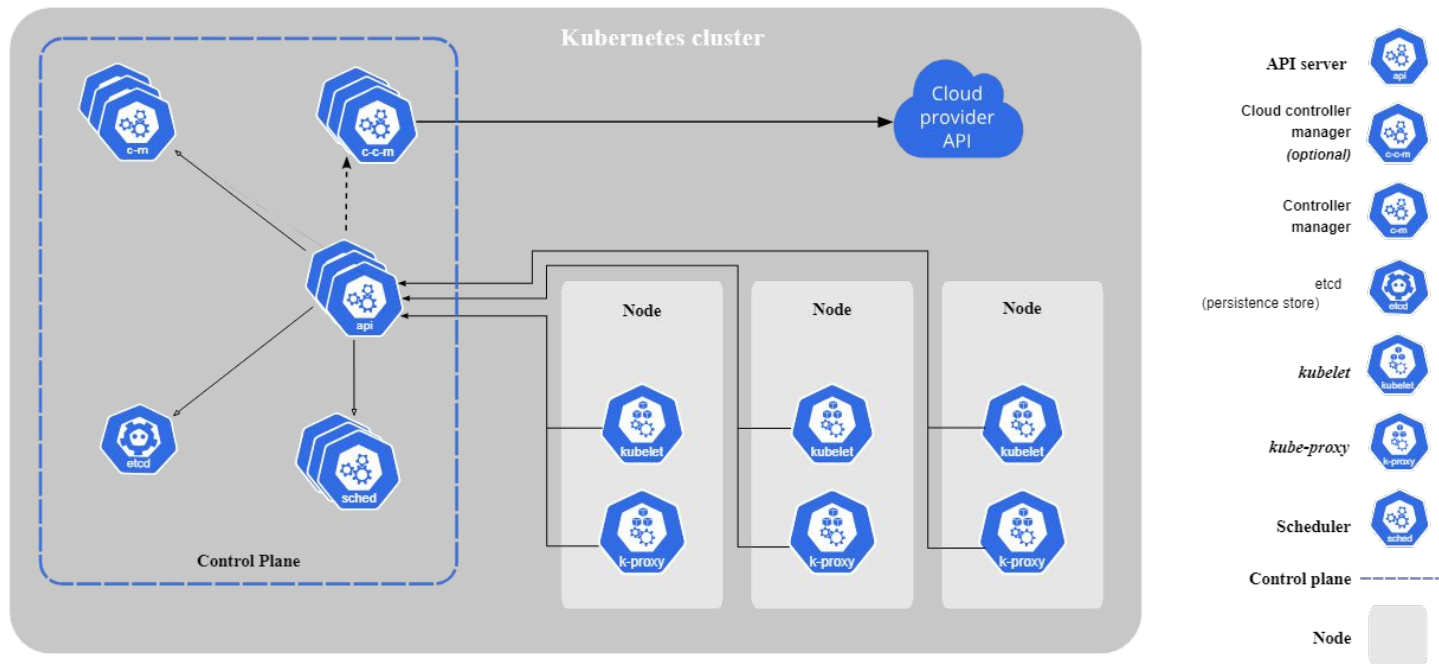 Kubernetes cluster
c-m
c-c-m
Cloud
provider
API
api
etcd
sched
Control Plane
Node
kubelet
k-proxy
Node
kubelet
k-proxy
Node
kubelet
k-proxy
API server
api
Cloud controller
manager
(optional)
c-c-m
Controller
manager
c-m
etcd
(persistence store)
etcd
kubelet
kubelet
kube-proxy
k-proxy
Scheduler
sched
Control plane
Node